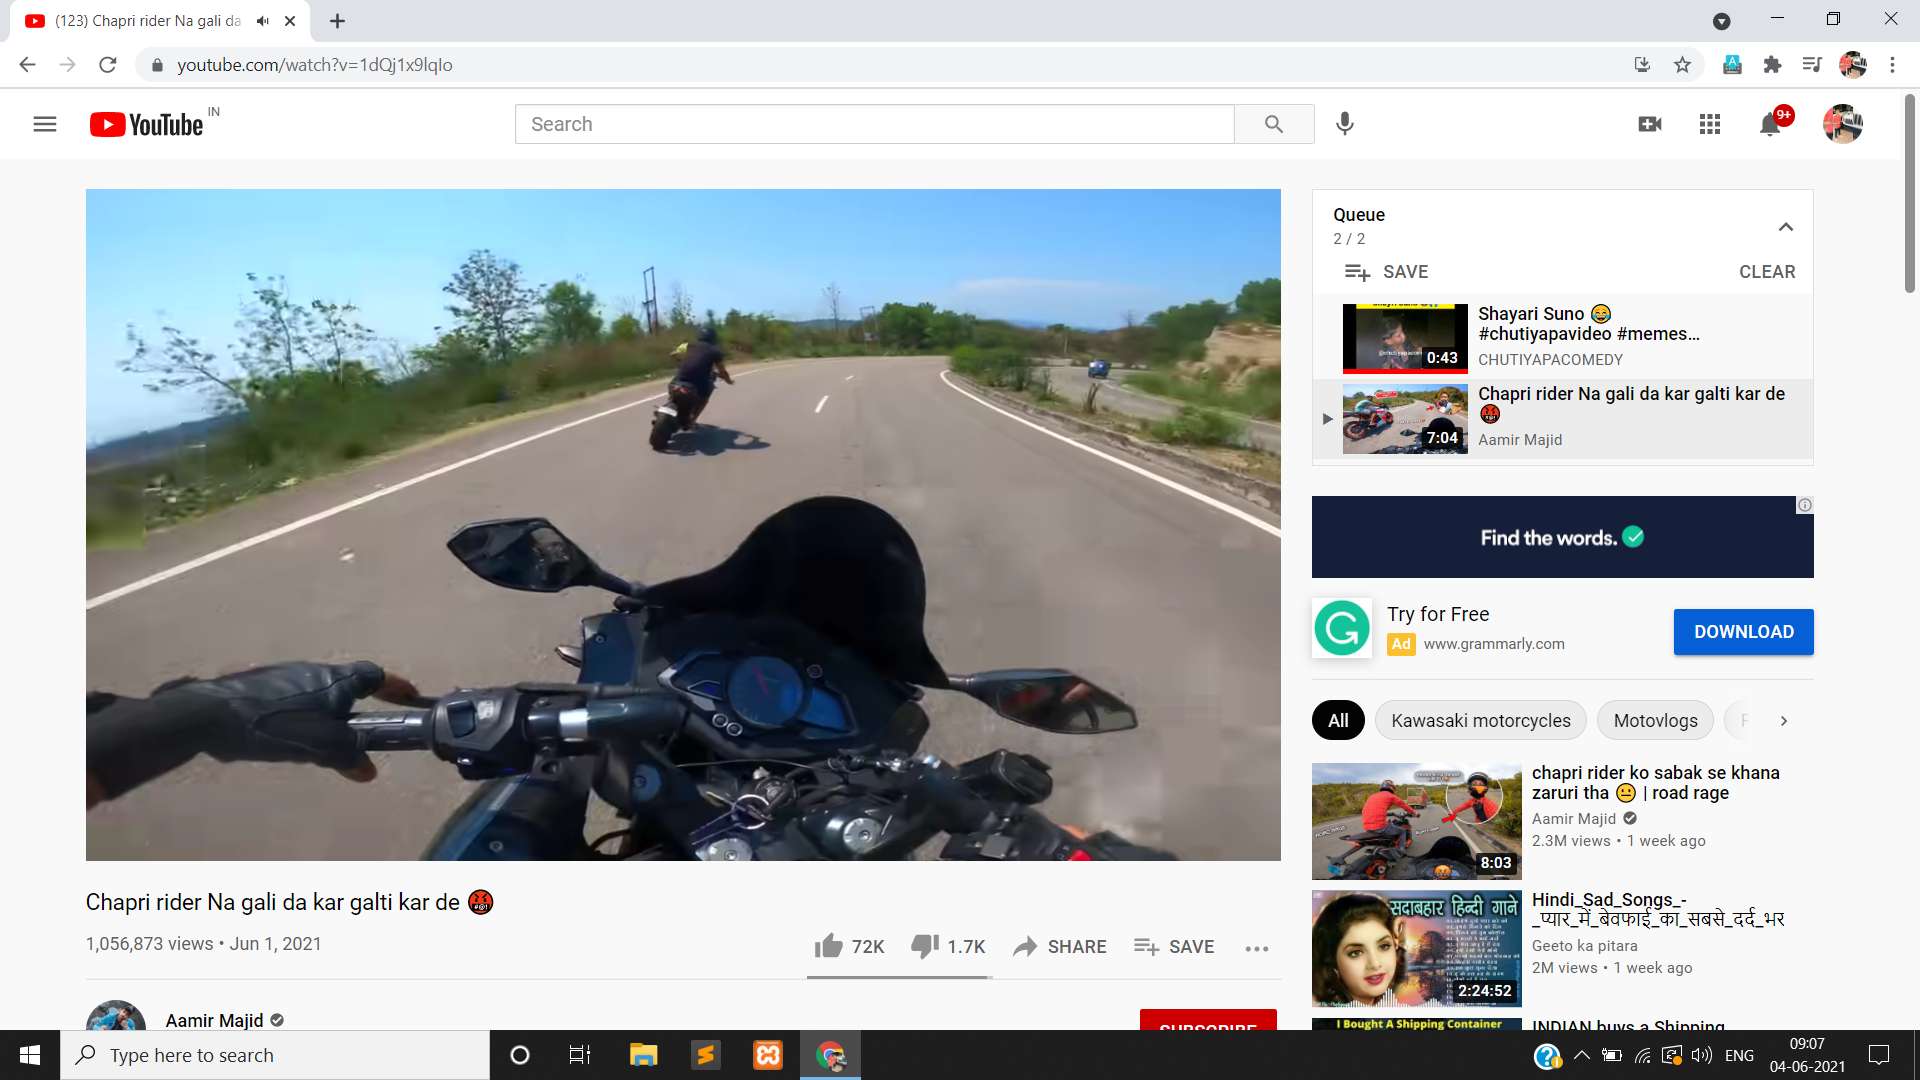 (123) Chapri rider Na gali da
youtube.com/watch?v=1dQj1x9lqIo
YouTube IN
Search
9+
Queue
2 / 2
SAVE
CLEAR
0:43
Shayari Suno 😂
#chutiyapavideo #memes...
CHUTIYAPACOMEDY
7:04
Chapri rider Na gali da kar galti kar de
🤬
Aamir Majid
Find the words.
Try for Free
Ad www.grammarly.com
DOWNLOAD
All
Kawasaki motorcycles
Motovlogs
8:03
chapri rider ko sabak se khana
zaruri tha 😐 | road rage
Aamir Majid
2.3M views • 1 week ago
सदाबहार हिन्दी गाने
2:24:52
Hindi_Sad_Songs_-
_प्यार_में_बेवफाई_का_सबसे_दर्द_भर
Geeto ka pitara
2M views • 1 week ago
I Bought A Shipping Container
INDIAN buys a Shipping
Chapri rider Na gali da kar galti kar de 🤬
1,056,873 views • Jun 1, 2021
72K
1.7K
SHARE
SAVE
Aamir Majid
SUBSCRIBE
Type here to search
ENG
09:07
04-06-2021